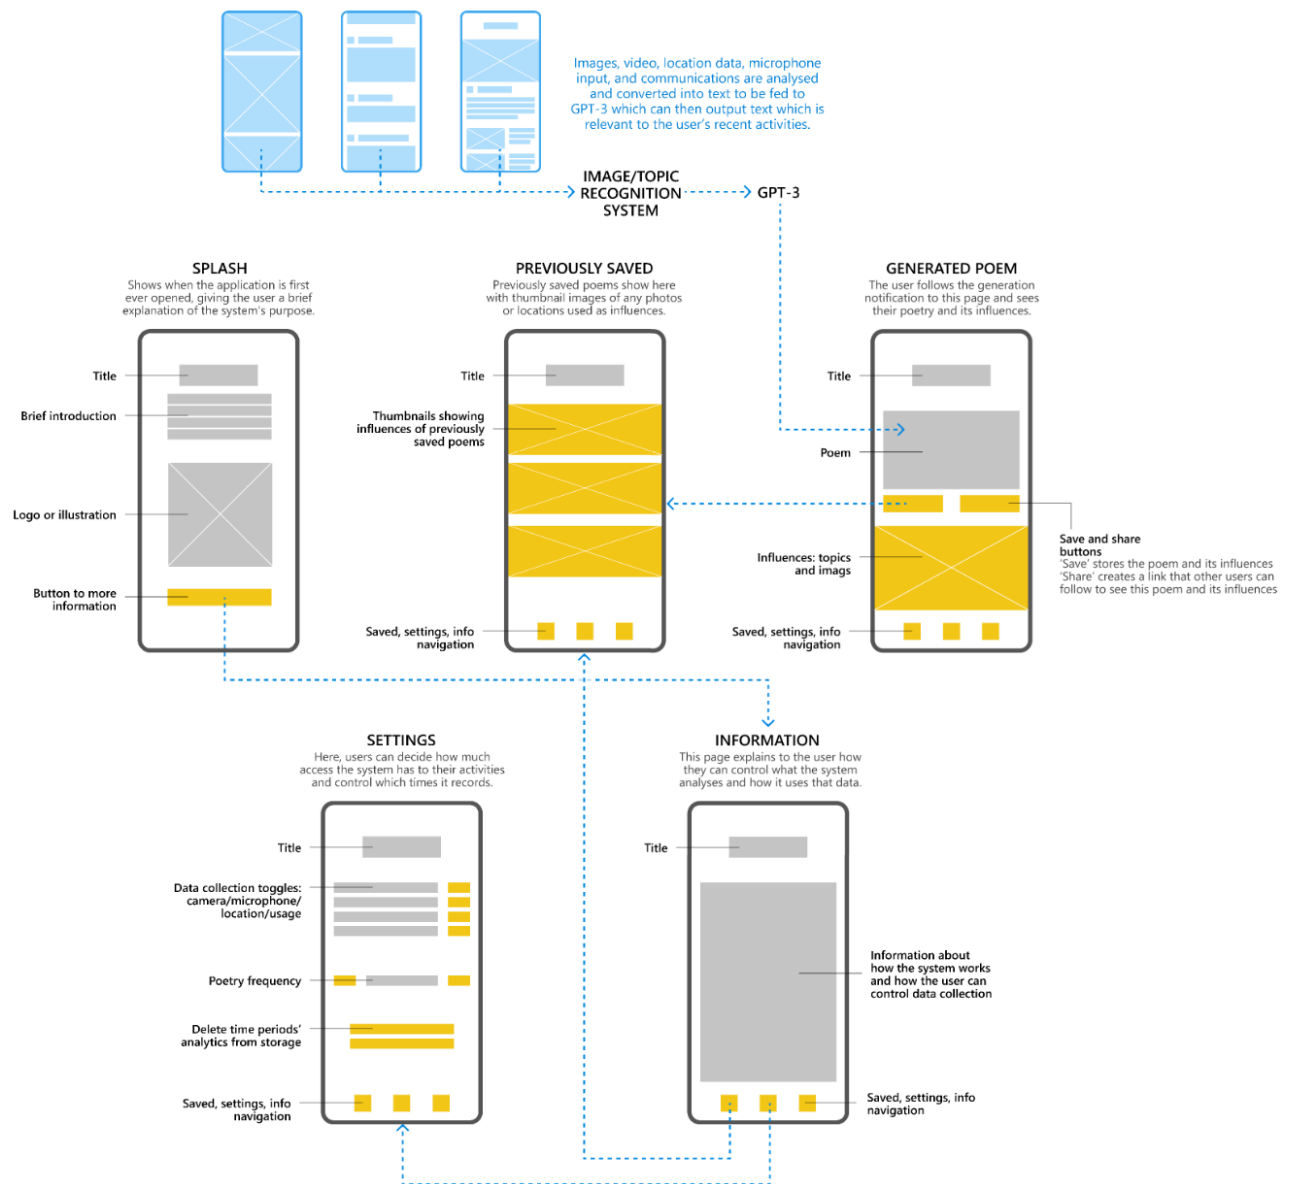 Images, video, location data, microphone
input, and communications are analysed
and converted into text to be fed to
GPT-3 which can then output text which is
relevant to the user's recent activities.
IMAGE/TOPIC
RECOGNITION
SYSTEM
GPT-3
SPLASH
Shows when the application is first
ever opened, giving the user a brief
explanation of the system's purpose.
Title
Brief introduction
Logo or illustration
Button to more
information
PREVIOUSLY SAVED
Previously saved poems show here
with thumbnail images of any photos
or locations used as influences.
Title
Thumbnails showing
influences of previously
saved poems
Saved, settings, info
navigation
GENERATED POEM
The user follows the generation
notification to this page and sees
their poetry and its influences.
Title
Poem
Save and share
buttons
'Save' stores the poem and its influences
'Share' creates a link that other users can
follow to see this poem and its influences
Influences: topics
and imags
Saved, settings, info
navigation
SETTINGS
Here, users can decide how much
access the system has to their activities
and control which times it records.
Title
Data collection toggles:
camera/microphone/
location/usage
Poetry frequency
Delete time periods'
analytics from storage
Saved, settings, info
navigation
INFORMATION
This page explains to the user how
they can control what the system
analyses and how it uses that data.
Title
Information about
how the system works
and how the user can
control data collection
Saved, settings, info
navigation